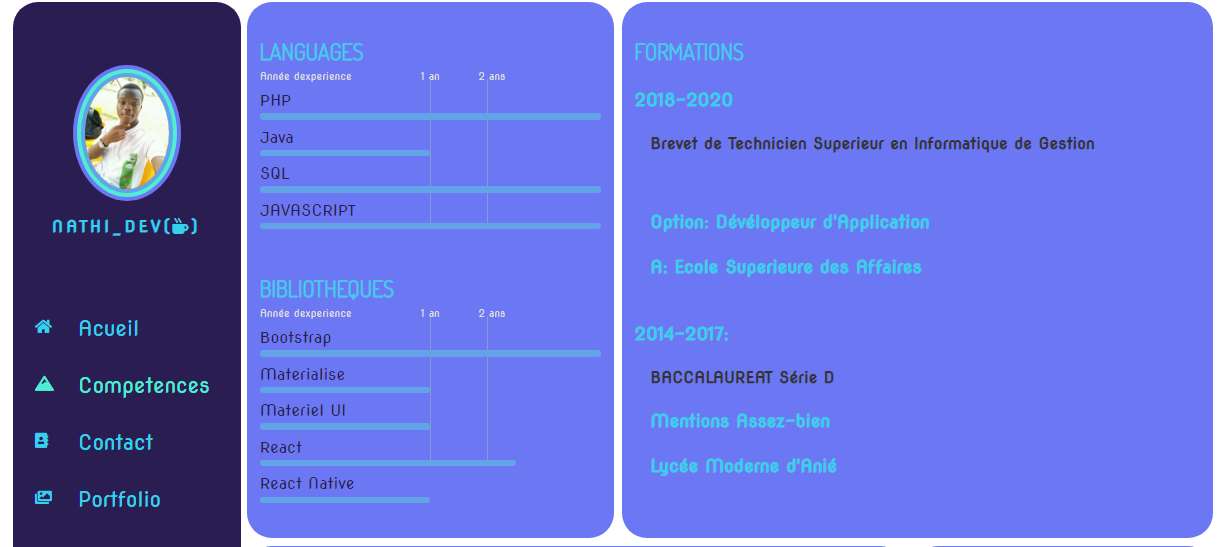 NATHI_DEV(☕)
Acueil
Competences
Contact
Portfolio
LANGUAGES
Année dexperience 1 an 2 ans
PHP
Java
SQL
JAVASCRIPT
BIBLIOTHEQUES
Année dexperience 1 an 2 ans
Bootstrap
Materialise
Materiel UI
React
React Native
FORMATIONS
2018-2020
Brevet de Technicien Superieur en Informatique de Gestion
Option: Dévéloppeur d'Application
A: Ecole Superieure des Affaires
2014-2017:
BACCALAUREAT Série D
Mentions Assez-bien
Lycée Moderne d'Anié